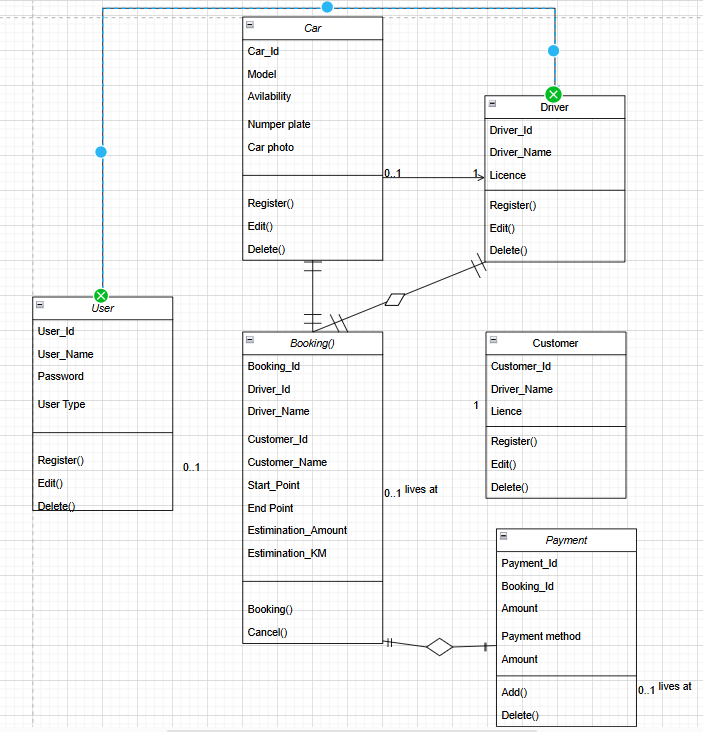 Car
Car_Id
Model
Avilability
Numper plate
Car photo
Register()
Edit()
Delete()
0..1
1
Driver
Driver_Id
Driver_Name
Licence
Register()
Edit()
Delete()
User
User_Id
User_Name
Password
User Type
Register()
Edit()
Delete()
0..1
Booking()
Booking_Id
Driver_Id
Driver_Name
Customer_Id
Customer_Name
Start_Point
End Point
Estimination_Amount
Estimination_KM
Booking()
Cancel()
1
0..1 lives at
Customer
Customer_Id
Driver_Name
Lience
Register()
Edit()
Delete()
Payment
Payment_Id
Booking_Id
Amount
Payment method
Amount
Add()
Delete()
0..1 lives at